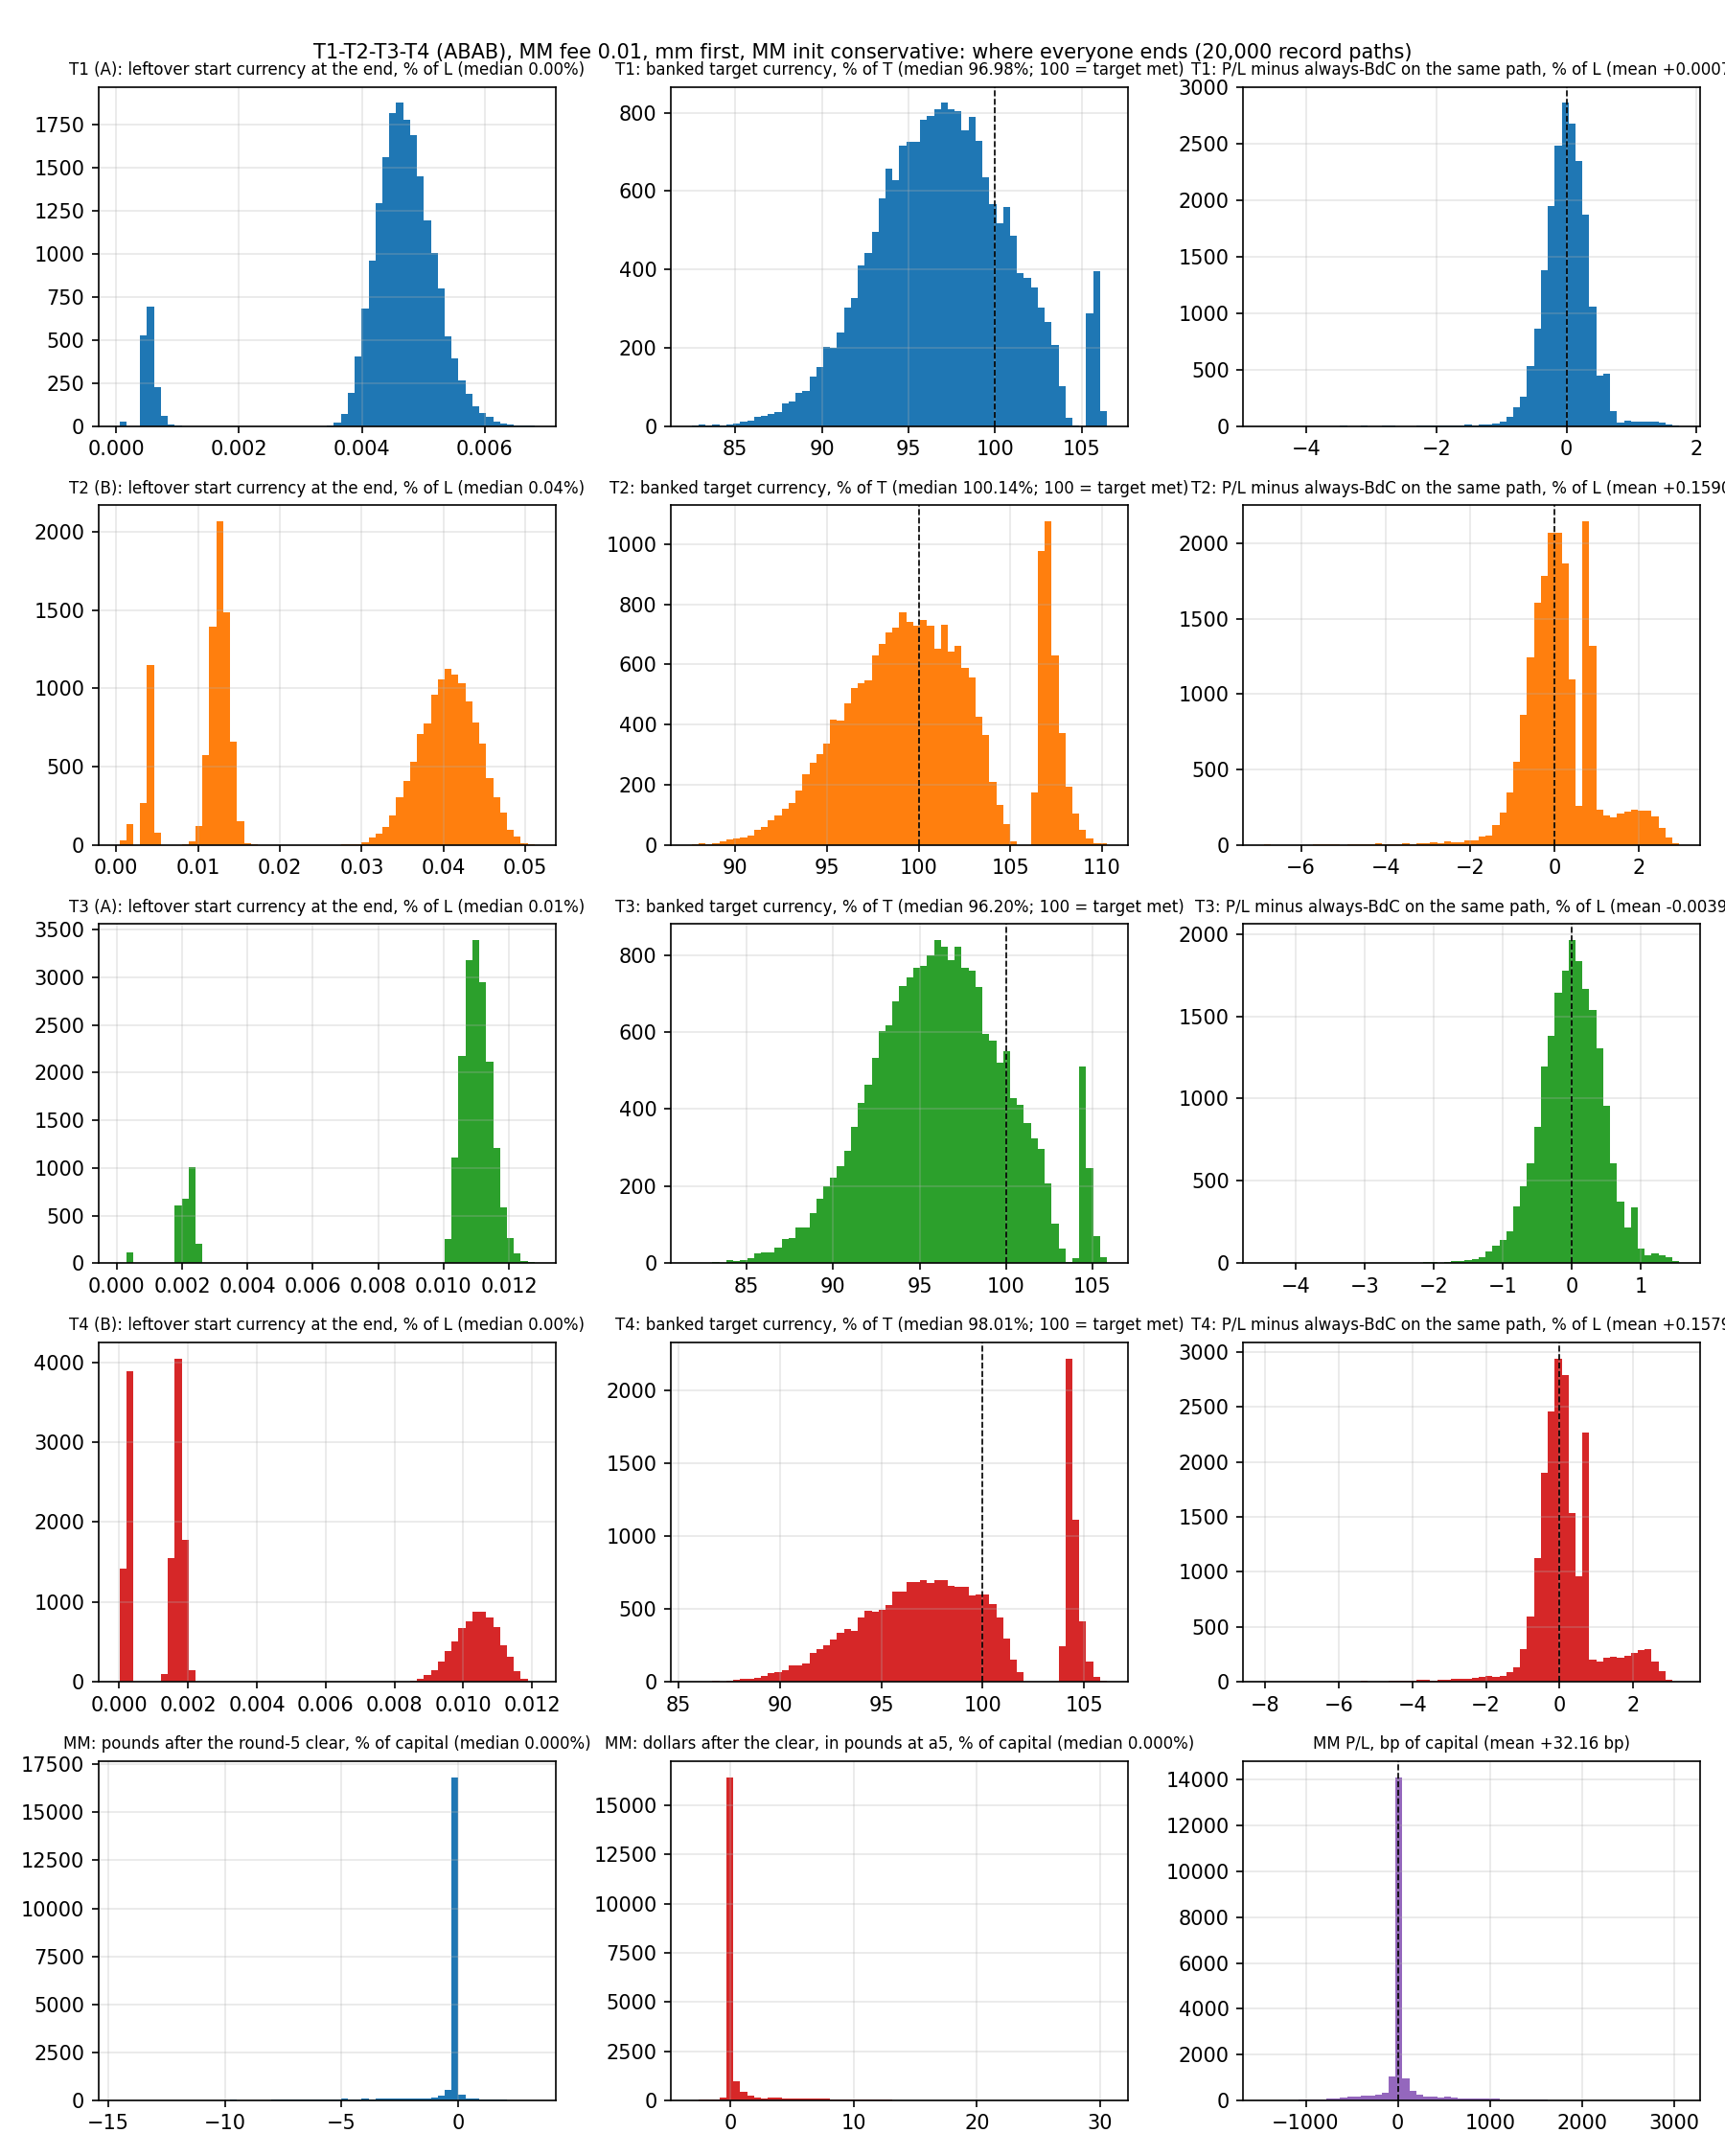 T1-T2-T3-T4 (ABAB), MM fee 0.01, mm first, MM init conservative: where everyone ends (20,000 record paths)
T1 (A): leftover start currency at the end, % of L (median 0.00%)
0 250 500 750 1000 1250 1500 1750
0.000 0.002 0.004 0.006
T1: banked target currency, % of T (median 96.98%; 100 = target met)
0 200 400 600 800
85 90 95 100 105
T1: P/L minus always-BdC on the same path, % of L (mean +0.0007
0 500 1000 1500 2000 2500 3000
−4 −2 0 2
T2 (B): leftover start currency at the end, % of L (median 0.04%)
0 500 1000 1500 2000
0.00 0.01 0.02 0.03 0.04 0.05
T2: banked target currency, % of T (median 100.14%; 100 = target met)
0 200 400 600 800 1000
90 95 100 105 110
T2: P/L minus always-BdC on the same path, % of L (mean +0.1590
0 500 1000 1500 2000
−6 −4 −2 0 2
T3 (A): leftover start currency at the end, % of L (median 0.01%)
0 500 1000 1500 2000 2500 3000 3500
0.000 0.002 0.004 0.006 0.008 0.010 0.012
T3: banked target currency, % of T (median 96.20%; 100 = target met)
0 200 400 600 800
85 90 95 100 105
T3: P/L minus always-BdC on the same path, % of L (mean -0.0039
0 500 1000 1500 2000
−4 −3 −2 −1 0 1
T4 (B): leftover start currency at the end, % of L (median 0.00%)
0 1000 2000 3000 4000
0.000 0.002 0.004 0.006 0.008 0.010 0.012
T4: banked target currency, % of T (median 98.01%; 100 = target met)
0 500 1000 1500 2000
85 90 95 100 105
T4: P/L minus always-BdC on the same path, % of L (mean +0.1579
0 500 1000 1500 2000 2500 3000
−8 −6 −4 −2 0 2
MM: pounds after the round-5 clear, % of capital (median 0.000%)
0 2500 5000 7500 10000 12500 15000 17500
−15 −10 −5 0
MM: dollars after the clear, in pounds at a5, % of capital (median 0.000%)
0 2500 5000 7500 10000 12500 15000
0 10 20 30
MM P/L, bp of capital (mean +32.16 bp)
0 2000 4000 6000 8000 10000 12000 14000
−1000 0 1000 2000 3000